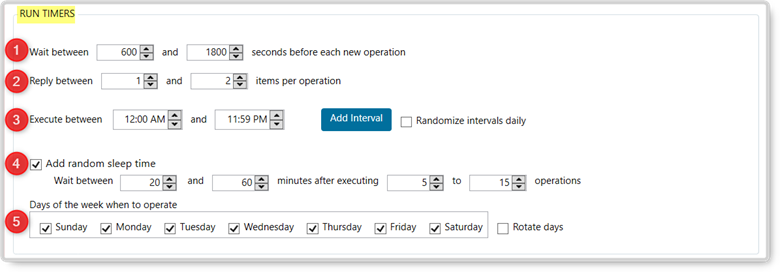 RUN TIMERS
1 Wait between 600 and 1800 seconds before each new operation
2 Reply between 1 and 2 items per operation
3 Execute between 12:00 AM and 11:59 PM Add Interval Randomize intervals daily
4 Add random sleep time
Wait between 20 and 60 minutes after executing 5 to 15 operations
Days of the week when to operate
5 Sunday Monday Tuesday Wednesday Thursday Friday Saturday Rotate days